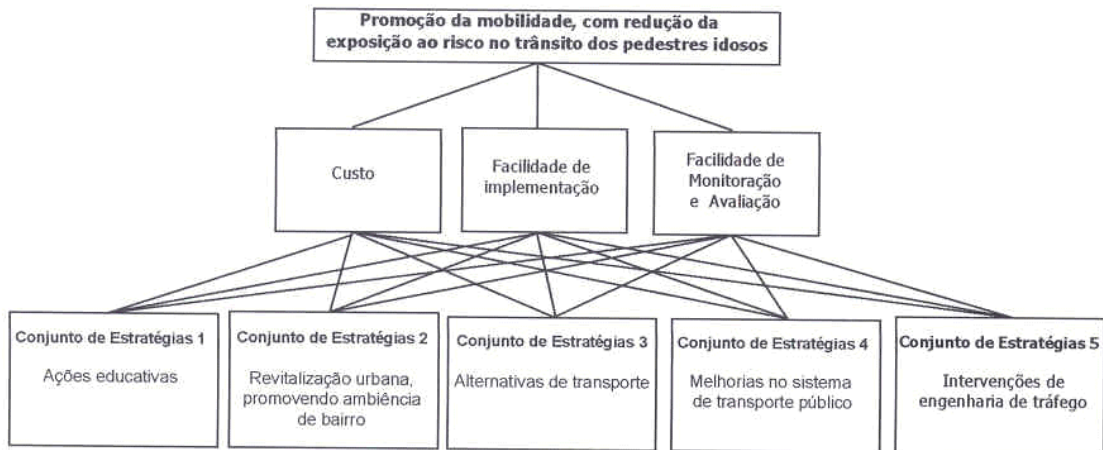 Promoção da mobilidade, com redução da
exposição ao risco no trânsito dos pedestres idosos
Custo
Facilidade de
implementação
Facilidade de
Monitoração
e Avaliação
Conjunto de Estratégias 1
Ações educativas
Conjunto de Estratégias 2
Revitalização urbana,
promovendo ambiência
de bairro
Conjunto de Estratégias 3
Alternativas de transporte
Conjunto de Estratégias 4
Melhorias no sistema
de transporte público
Conjunto de Estratégias 5
Intervenções de
engenharia de tráfego